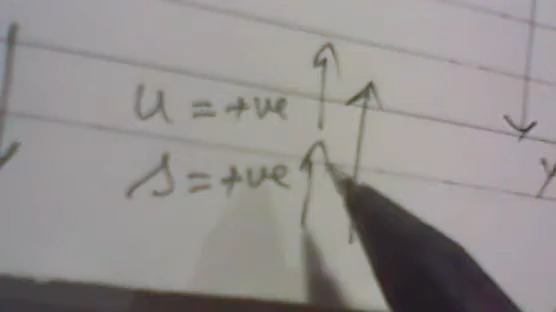 u = +ve ↑
s = +ve ↑